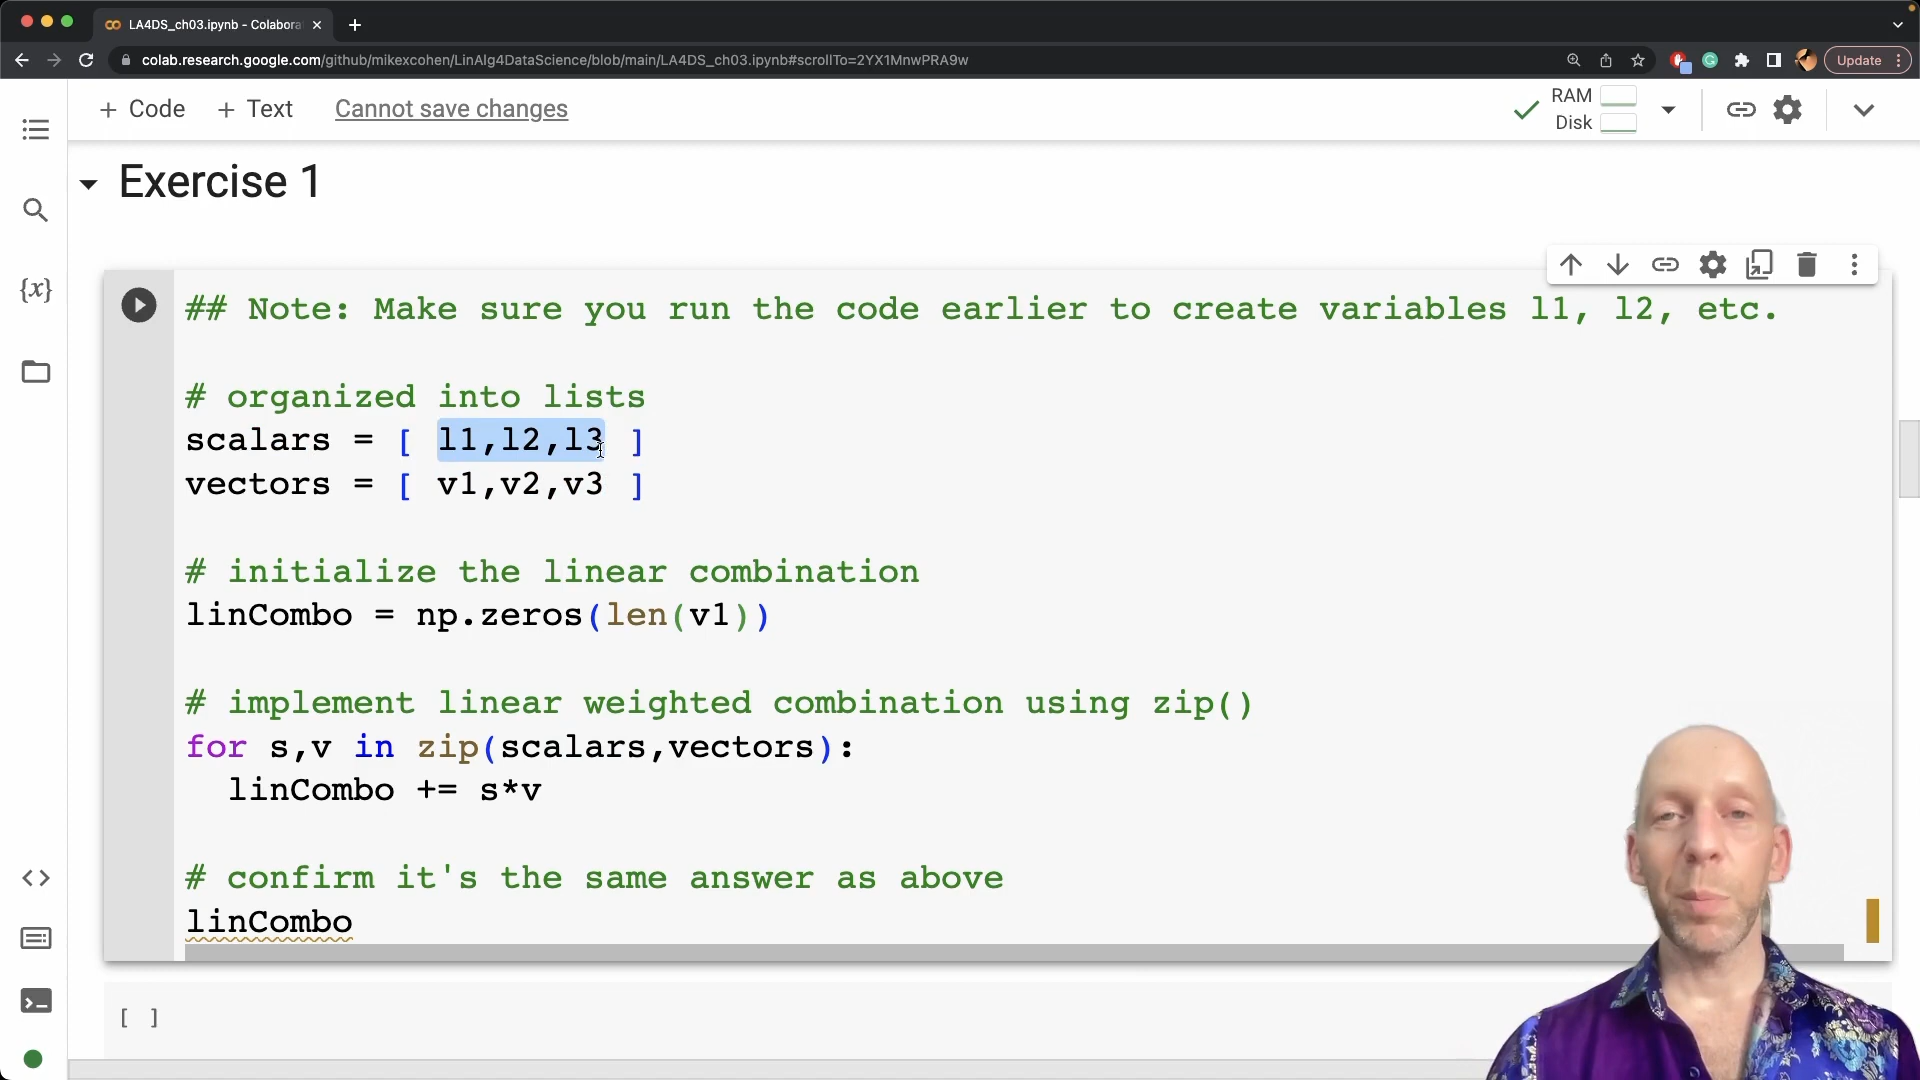 LA4DS_ch03.ipynb - Colabora
colab.research.google.com/github/mikexcohen/LinAlg4DataScience/blob/main/LA4DS_ch03.ipynb#scrollTo=2YX1MnwPRA9w
Update
+ Code + Text Cannot save changes
RAM
Disk
Exercise 1
{x}
## Note: Make sure you run the code earlier to create variables l1, l2, etc.
# organized into lists
scalars = [ l1,l2,l3 ]
vectors = [ v1,v2,v3 ]
# initialize the linear combination
linCombo = np.zeros(len(v1))
# implement linear weighted combination using zip()
for s,v in zip(scalars,vectors):
linCombo += s*v
# confirm it's the same answer as above
linCombo
[ ]